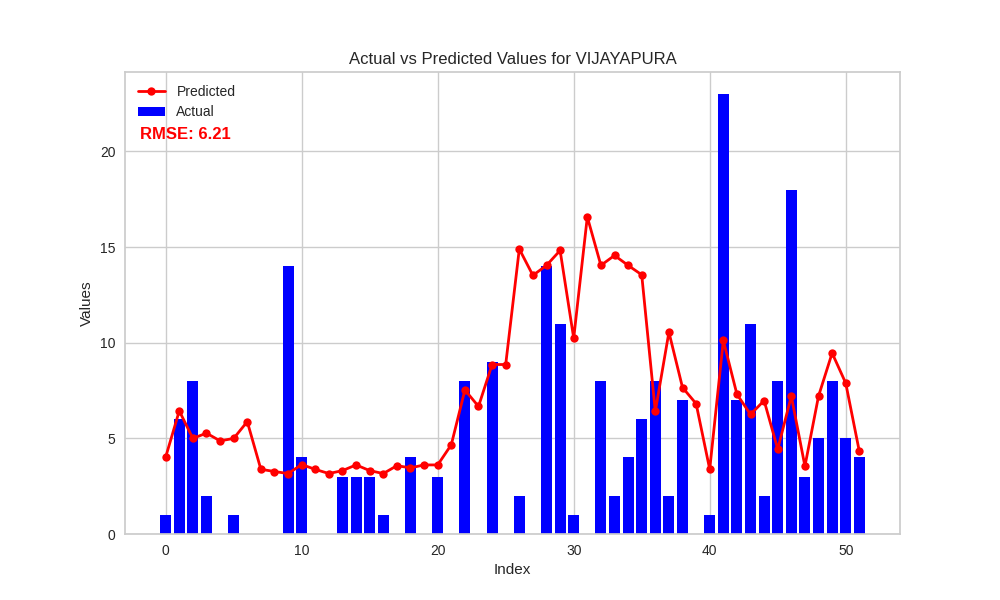 Actual vs Predicted Values for VIJAYAPURA
Predicted
Actual
RMSE: 6.21
Values
20
15
10
5
0
0 10 20 30 40 50
Index